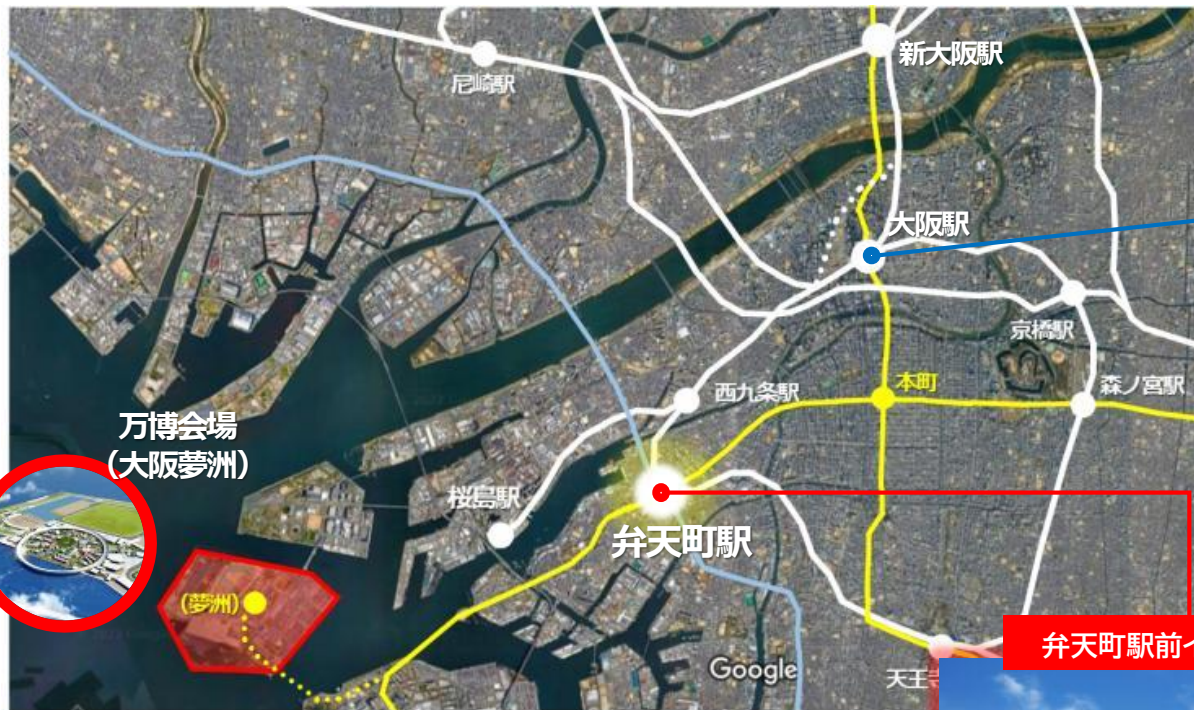 新大阪駅
尼崎駅
大阪駅
京橋駅
本町
西九条駅
森ノ宮駅
万博会場
(大阪夢洲)
桜島駅
弁天町駅
(夢洲)
弁天町駅前
Google
天王